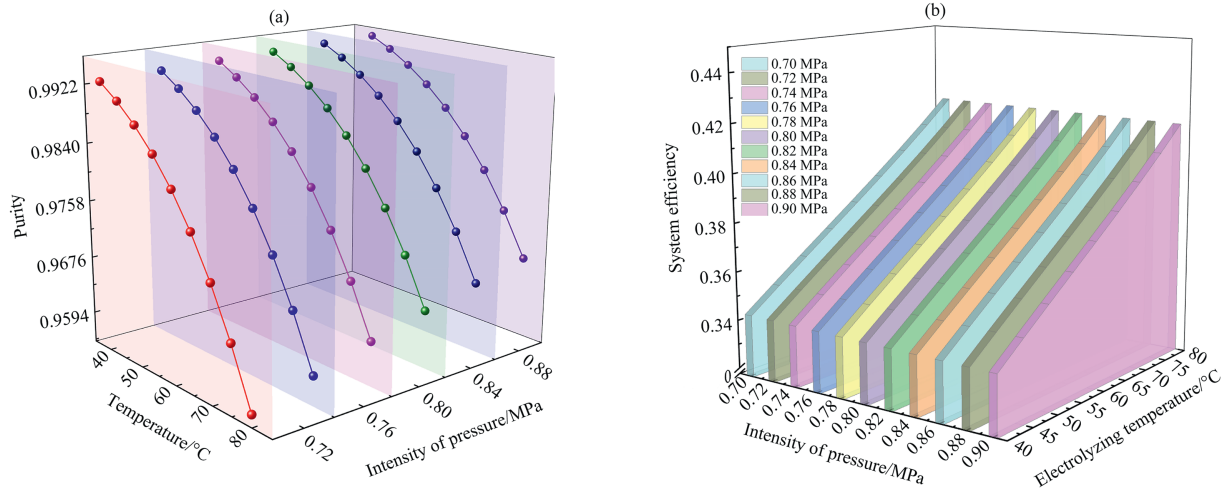 (a)
Purity
0.9922
0.9840
0.9758
0.9676
0.9594
40
50
60
70
80
Temperature/°C
0.72
0.76
0.80
0.84
0.88
Intensity of pressure/MPa
(b)
System efficiency
0.44
0.42
0.40
0.38
0.36
0.34
0
0.70 MPa
0.72 MPa
0.74 MPa
0.76 MPa
0.78 MPa
0.80 MPa
0.82 MPa
0.84 MPa
0.86 MPa
0.88 MPa
0.90 MPa
0.70
0.72
0.74
0.76
0.78
0.80
0.82
0.84
0.86
0.88
0.90
Intensity of pressure/MPa
40
45
50
55
60
65
70
75
80
Electrolyzing temperature/°C